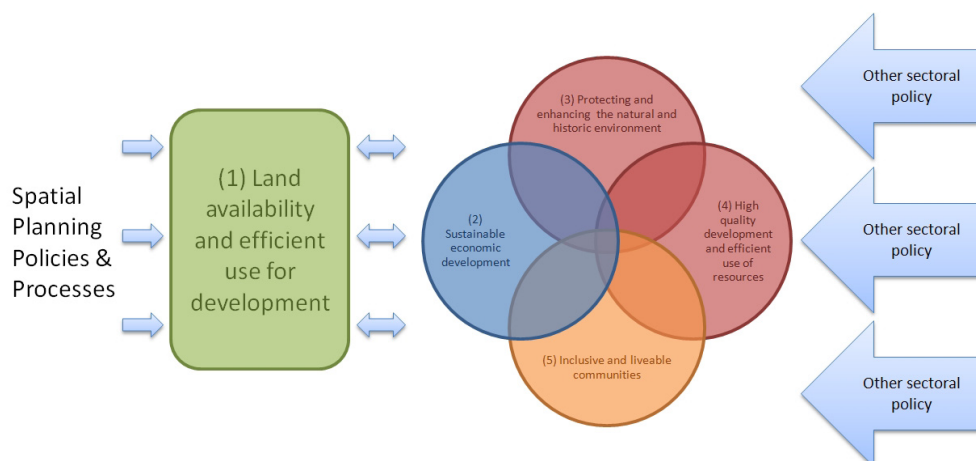 Spatial
Planning
Policies &
Processes
(1) Land
availability
and efficient
use for
development
(2)
Sustainable
economic
development
(3) Protecting and
enhancing the natural and
historic environment
(4) High
quality
development
and efficient
use of
resources
(5) Inclusive and liveable
communities
Other sectoral
policy
Other sectoral
policy
Other sectoral
policy